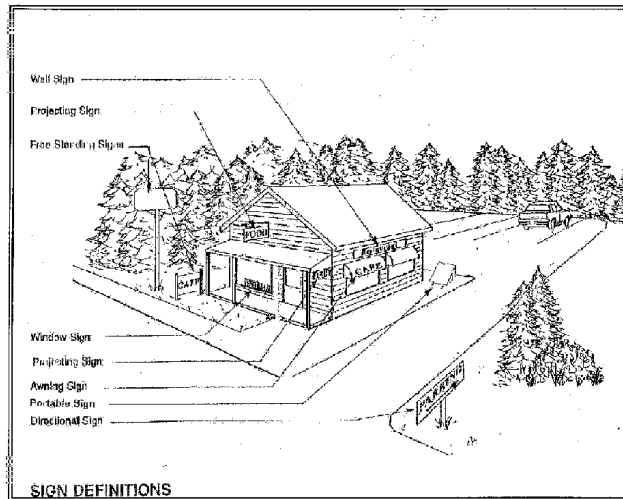 Wall Sign
Projecting Sign
Free Standing Signs
FOOD
CAFE
CAFE
Window Sign
Projecting Sign
Awning Sign
Portable Sign
Directional Sign
PARKING
SIGN DEFINITIONS